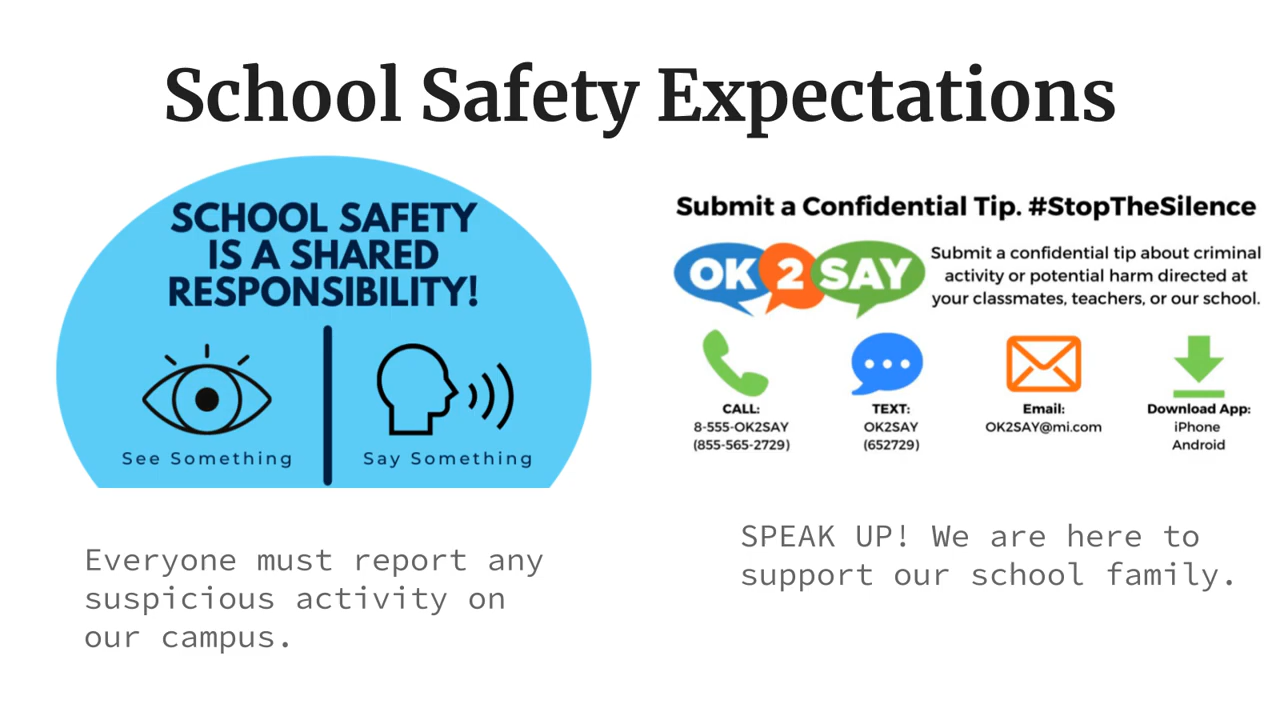 School Safety Expectations
SCHOOL SAFETY
IS A SHARED
RESPONSIBILITY!
See Something
Say Something
Everyone must report any
suspicious activity on
our campus.
Submit a Confidential Tip. #StopTheSilence
OK2SAY
Submit a confidential tip about criminal
activity or potential harm directed at
your classmates, teachers, or our school.
CALL:
8-555-OK2SAY
(855-565-2729)
TEXT:
OK2SAY
(652729)
Email:
OK2SAY@mi.com
Download App:
iPhone
Android
SPEAK UP! We are here to
support our school family.